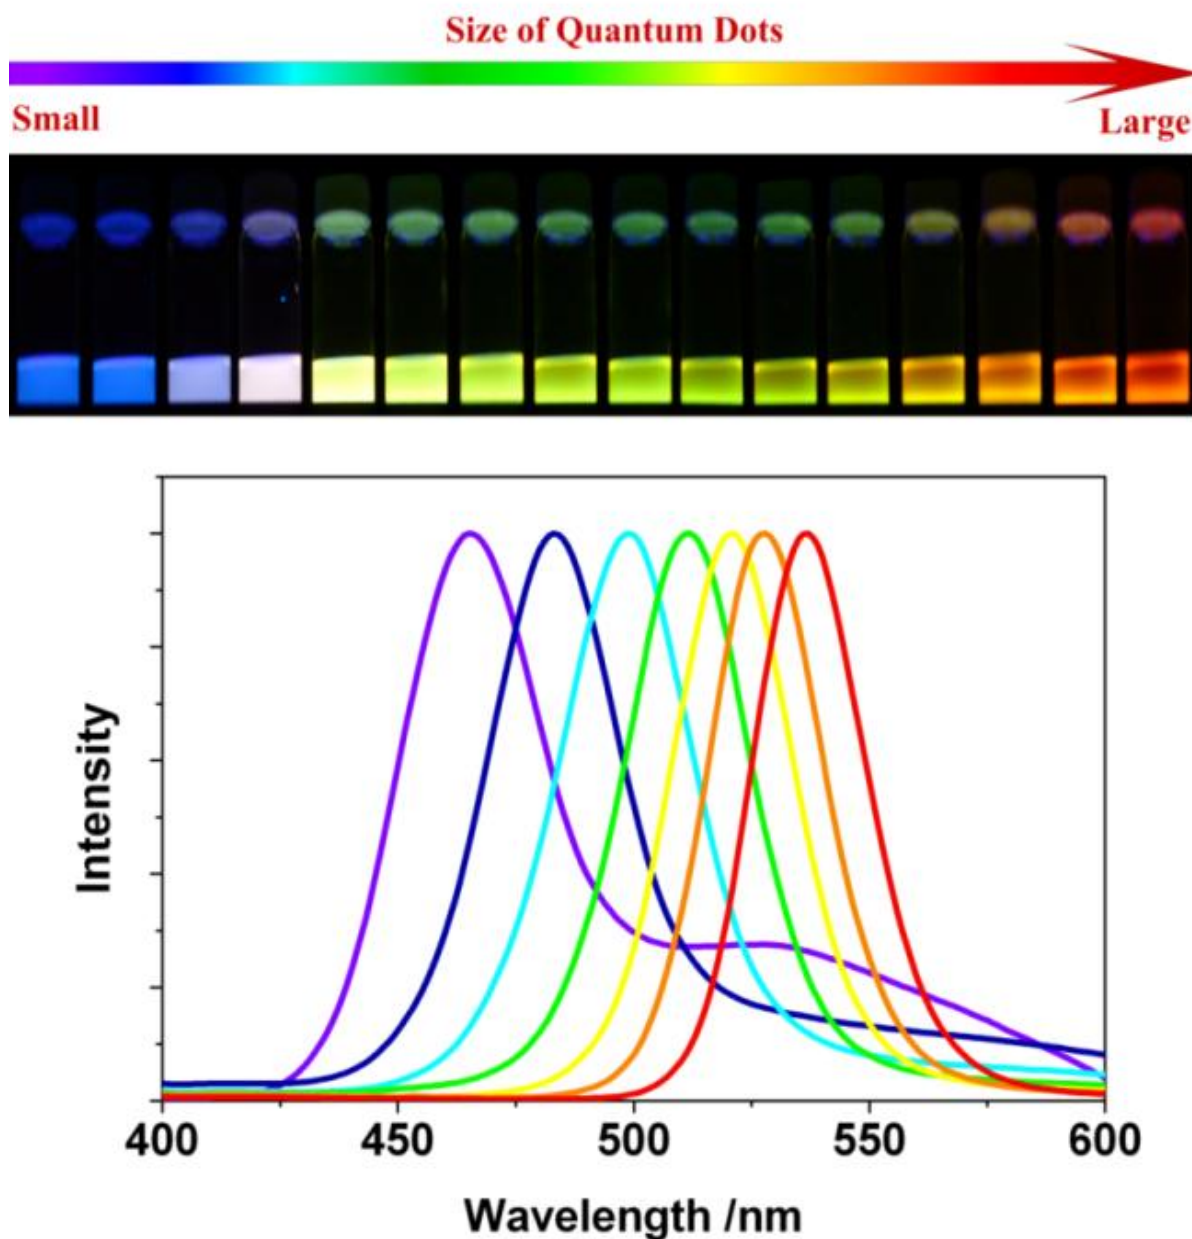 Size of Quantum Dots
Small
Large
Intensity
400
450
500
550
600
Wavelength /nm